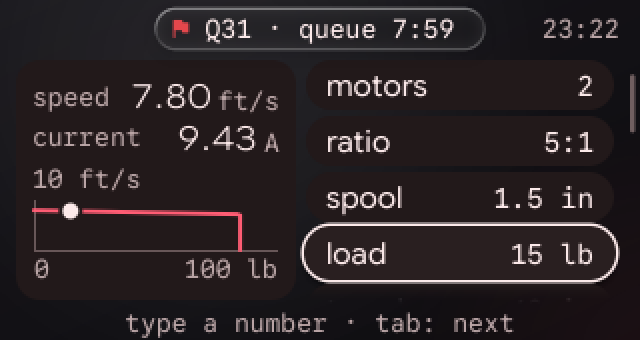 Q31 · queue 7:59
23:22
speed 7.80 ft/s
current 9.43 A
10 ft/s
0 100 lb
motors 2
ratio 5:1
spool 1.5 in
load 15 lb
type a number · tab: next